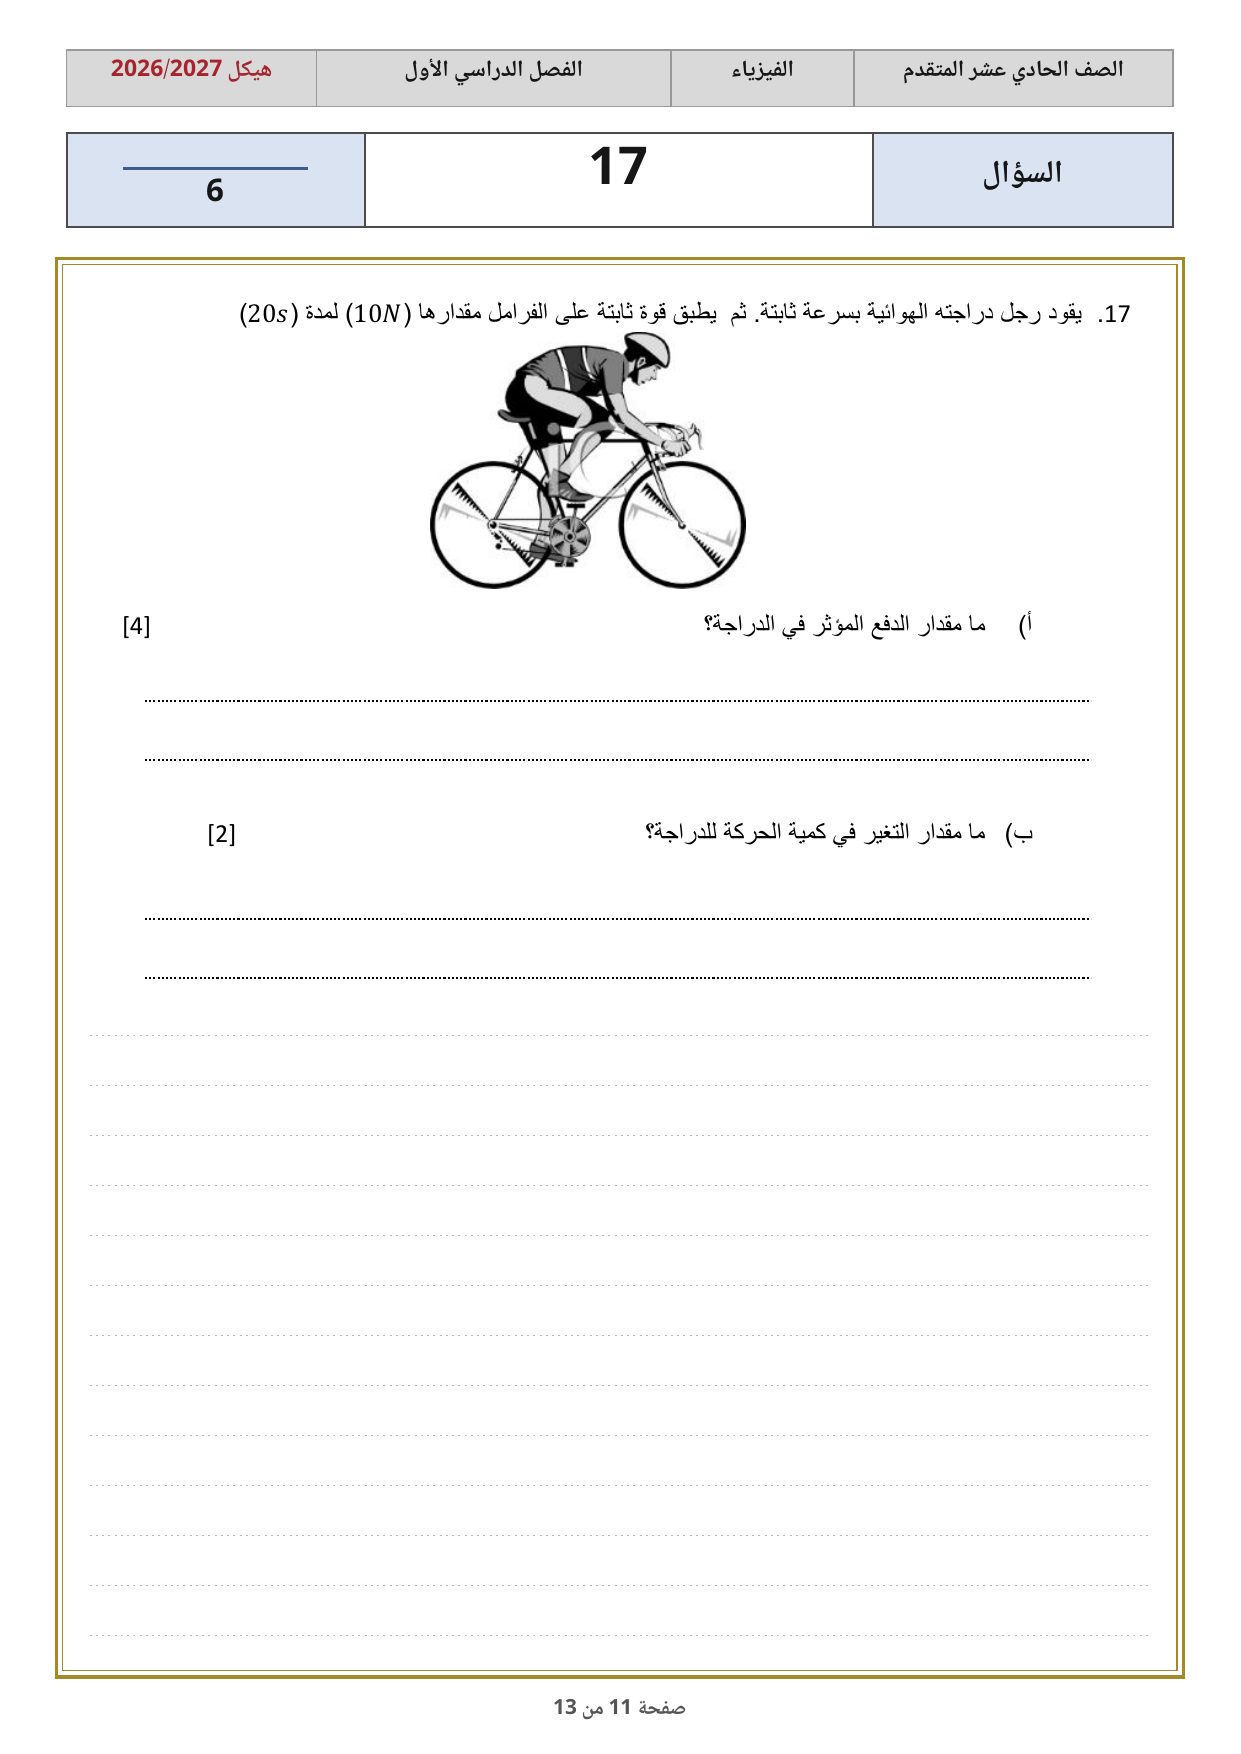 الصف الحادي عشر المتقدم الفيزياء الفصل الدراسي الأول هيكل 2026/2027
السؤال 17 6
17. يقود رجل دراجته الهوائية بسرعة ثابتة. ثم يطبق قوة ثابتة على الفرامل مقدارها (10N) لمدة (20s)
أ) ما مقدار الدفع المؤثر في الدراجة؟ [4]
ب) ما مقدار التغير في كمية الحركة للدراجة؟ [2]
صفحة 11 من 13